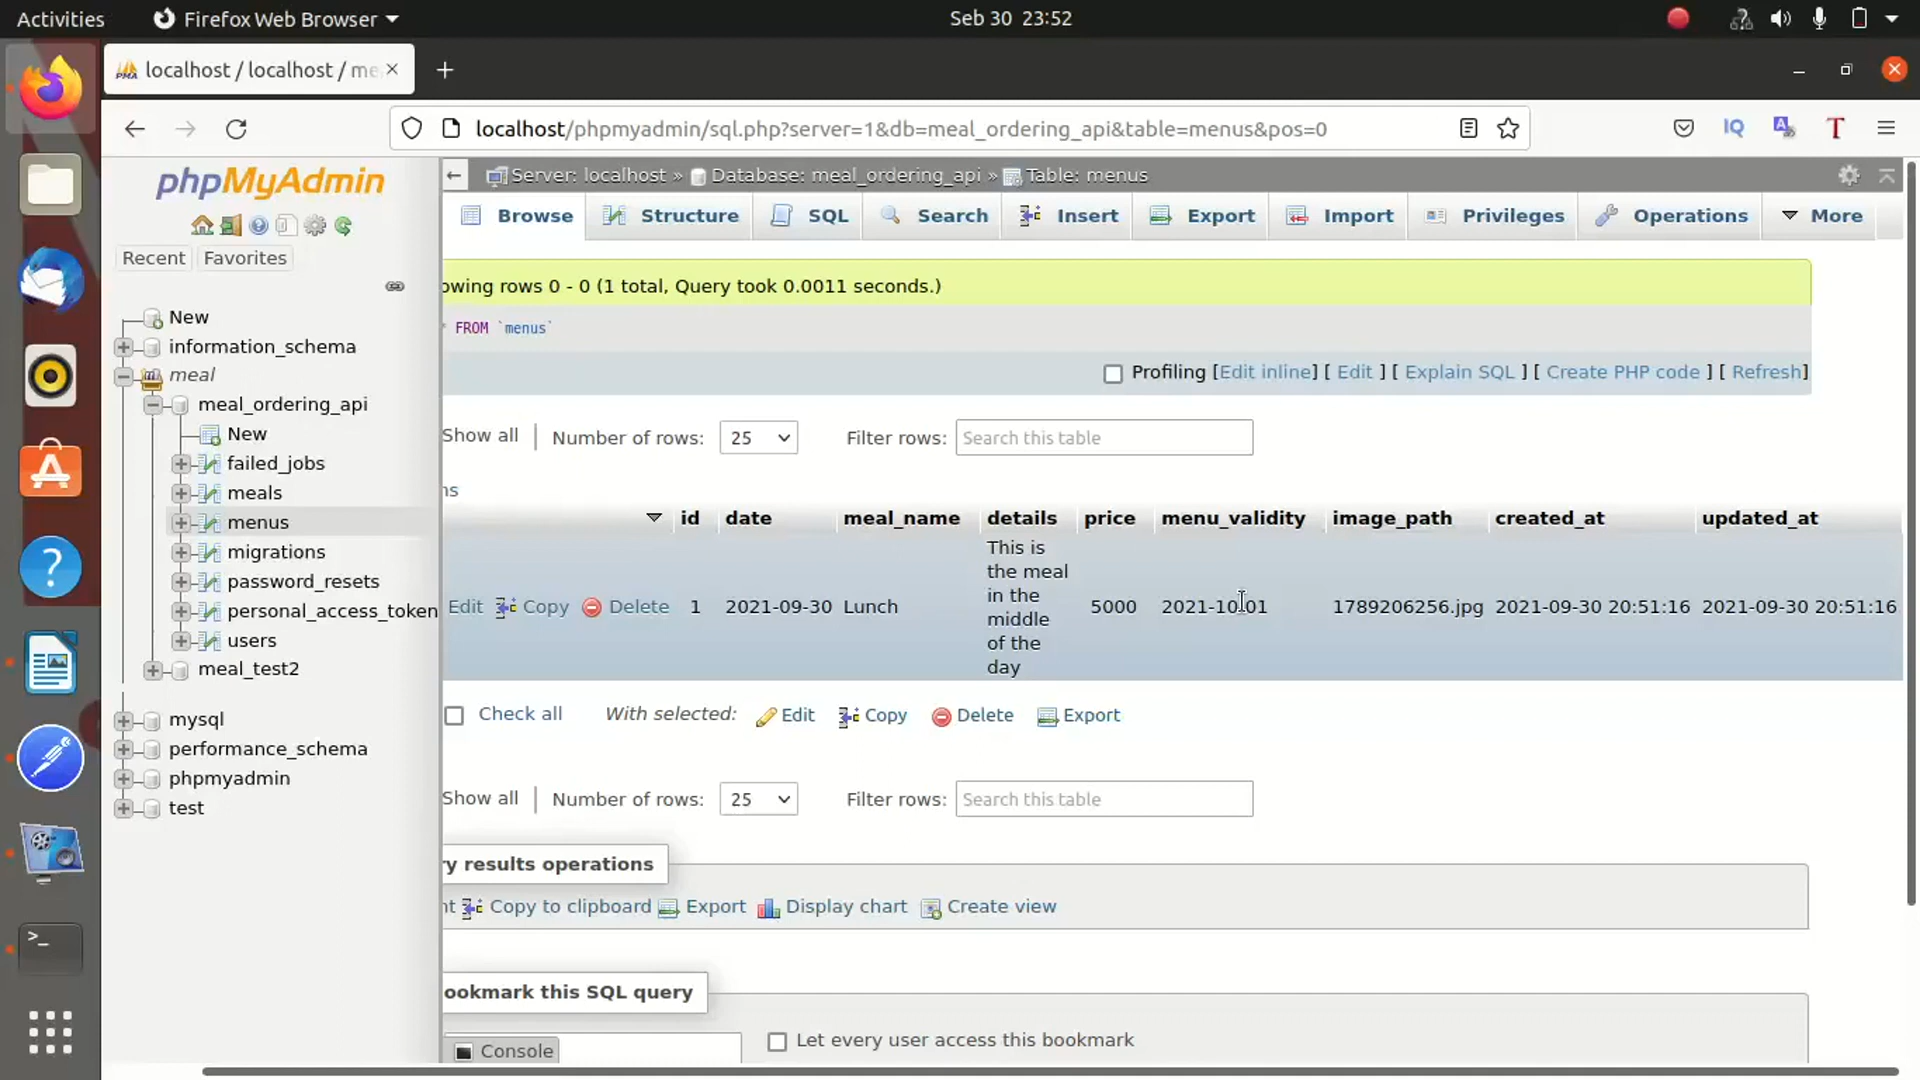 Activities
Firefox Web Browser
Seb 30 23:52
localhost / localhost / me
localhost/phpmyadmin/sql.php?server=1&db=meal_ordering_api&table=menus&pos=0
IQ
T
phpMyAdmin
Recent
Favorites
New
information_schema
meal
meal_ordering_api
New
failed_jobs
meals
menus
migrations
password_resets
personal_access_token
users
meal_test2
mysql
performance_schema
phpmyadmin
test
Server: localhost » Database: meal_ordering_api » Table: menus
Browse Structure SQL Search Insert Export Import Privileges Operations More
owing rows 0 - 0 (1 total, Query took 0.0011 seconds.)
* FROM `menus`
Profiling [Edit inline] [ Edit ] [ Explain SQL ] [ Create PHP code ] [ Refresh]
Show all | Number of rows: 25 Filter rows: Search this table
ns
id date meal_name details price menu_validity image_path created_at updated_at
Edit Copy Delete 1 2021-09-30 Lunch This is the meal in the middle of the day 5000 2021-10-01 1789206256.jpg 2021-09-30 20:51:16 2021-09-30 20:51:16
Check all With selected: Edit Copy Delete Export
Show all | Number of rows: 25 Filter rows: Search this table
ry results operations
nt Copy to clipboard Export Display chart Create view
ookmark this SQL query
Console
Let every user access this bookmark